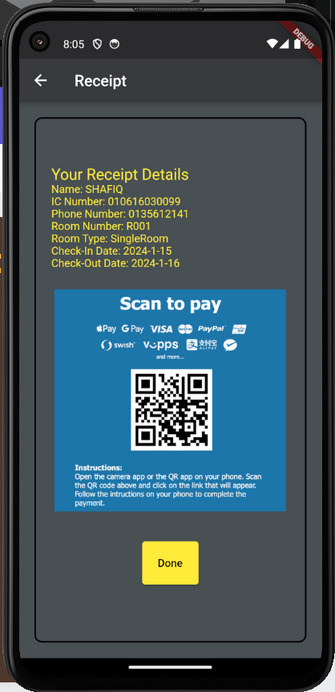 8:05
DEBUG
Receipt
Your Receipt Details
Name: SHAFIQ
IC Number: 010616030099
Phone Number: 0135612141
Room Number: R001
Room Type: SingleRoom
Check-In Date: 2024-1-15
Check-Out Date: 2024-1-16
Scan to pay
Pay G Pay VISA PayPal
swish vipps 支付宝
and more...
Instructions:
Open the camera app or the QR app on your phone. Scan
the QR code above and click on the link that will appear.
Follow the intructions on your phone to complete the
payment.
Done